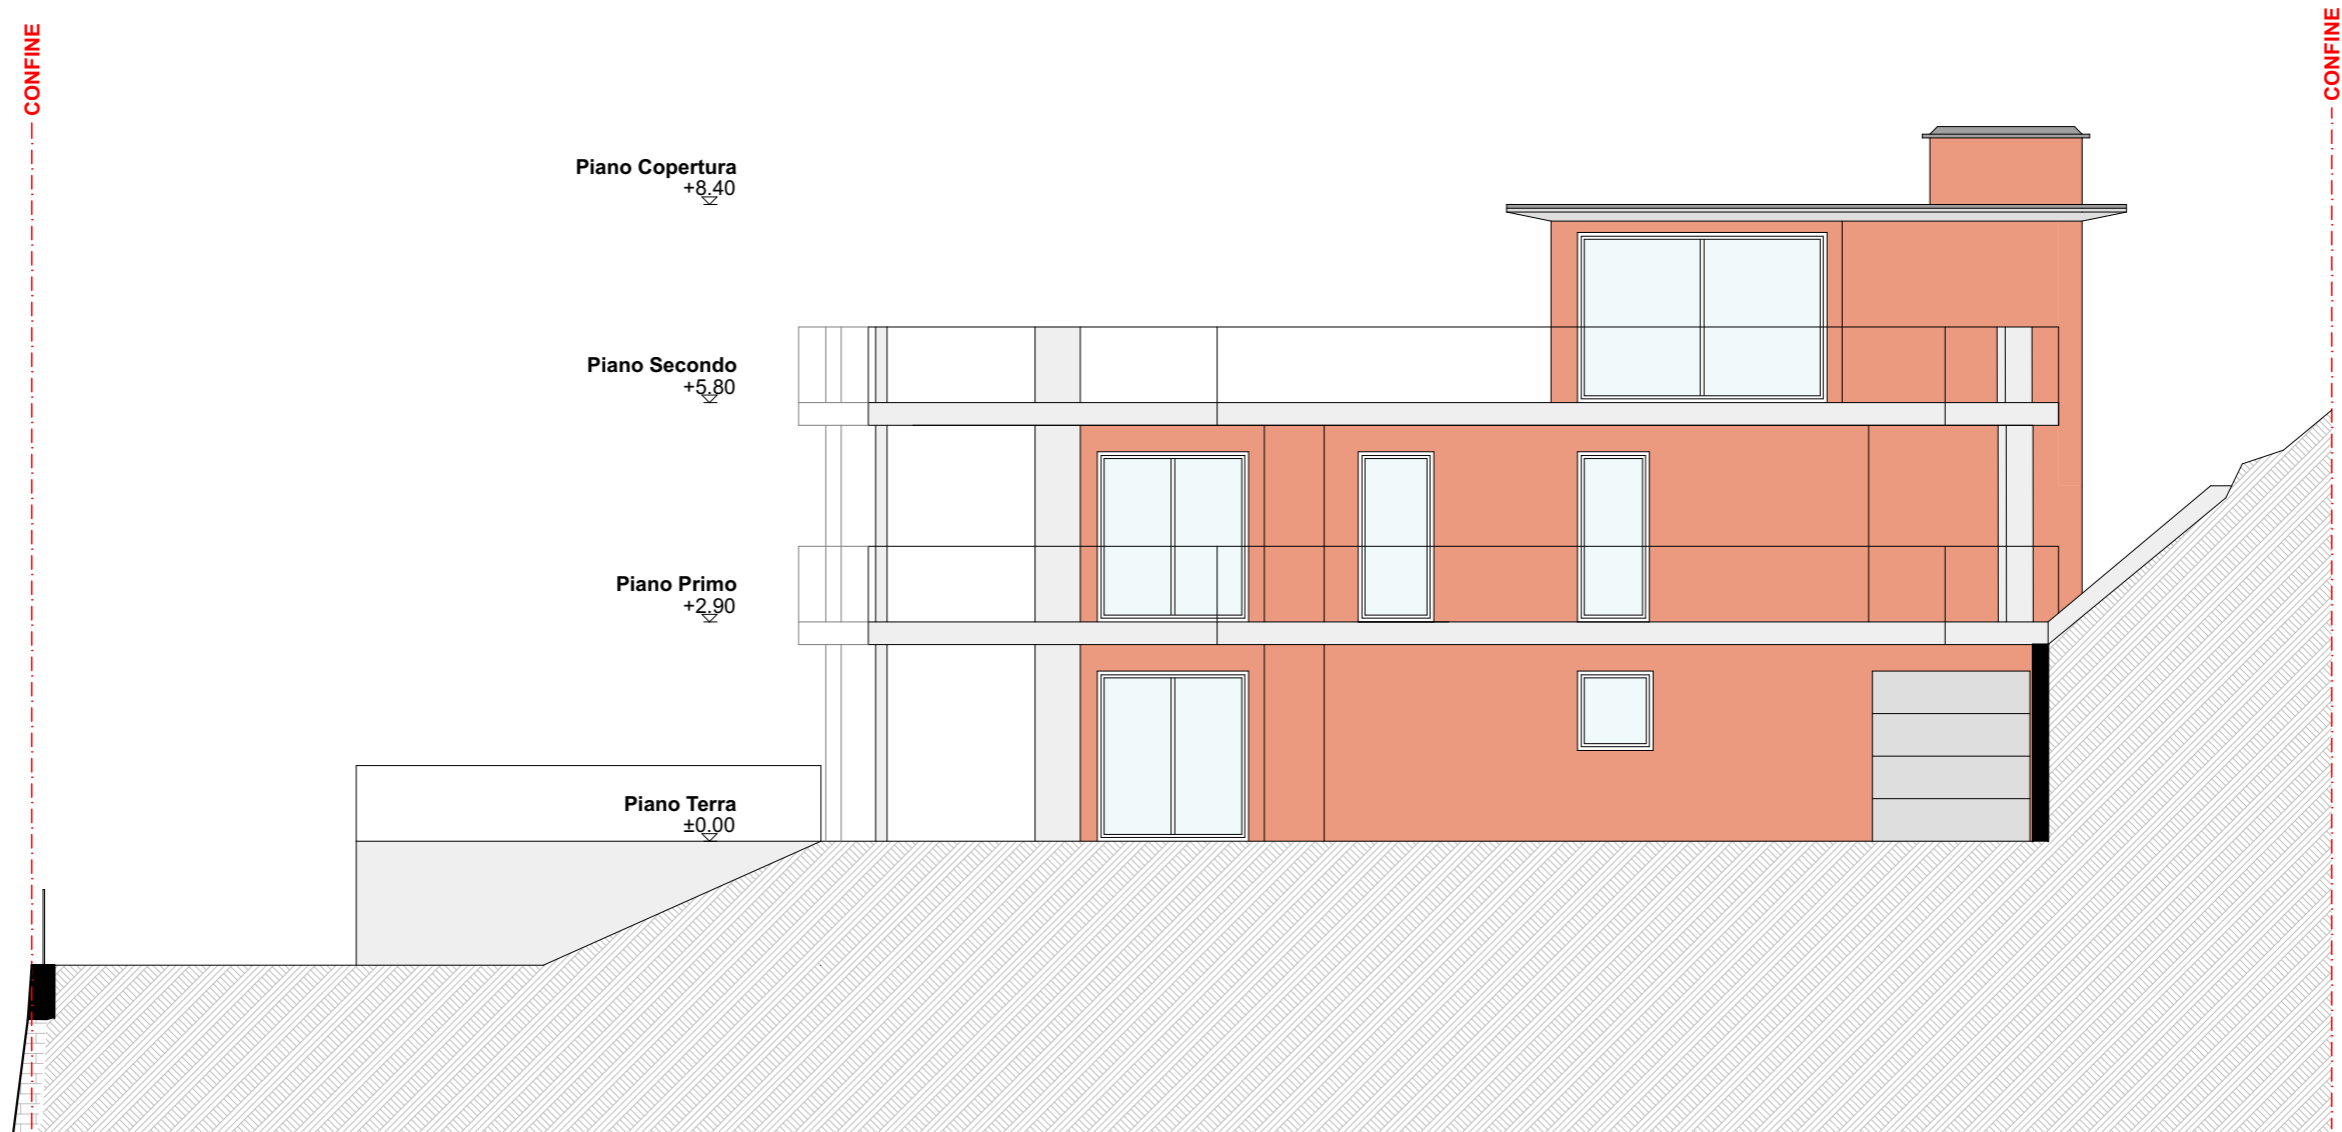 CONFINE
CONFINE
Piano Copertura
+8.40
Piano Secondo
+5.80
Piano Primo
+2.90
Piano Terra
±0.00